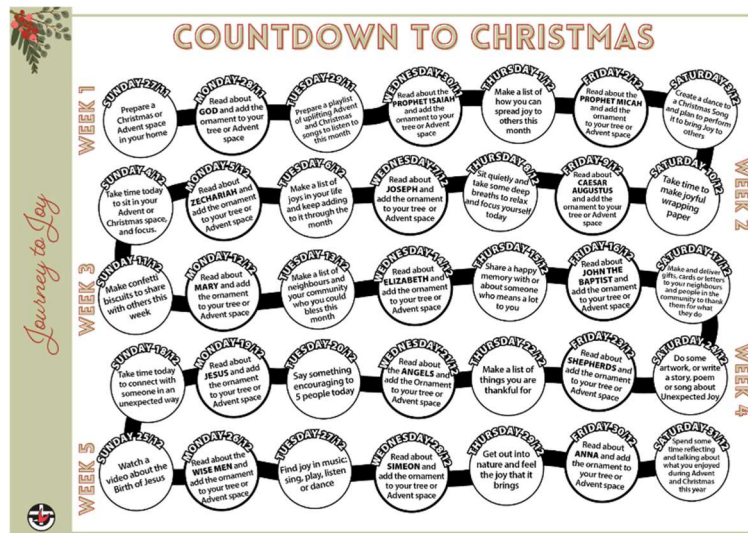 COUNTDOWN TO CHRISTMAS
Journey to Joy
WEEK 1
SUNDAY-27/11
Prepare a
Christmas or
Advent space
in your home
MONDAY-28/11
Read about
GOD and add the
ornament to your
tree or Advent
space
TUESDAY-29/11
Prepare a playlist
of uplifting Advent
and Christmas
songs to listen to
this month
WEDNESDAY-30/11
Read about the
PROPHET ISAIAH
and add the
ornament to your
tree or Advent
space
THURSDAY-1/12
Make a list of
how you can
spread joy to
others this
month
FRIDAY-2/12
Read about the
PROPHET MICAH
and add the
ornament
to your tree or
Advent space
SATURDAY-3/12
Create a dance to
a Christmas Song
and plan to perform
it to bring Joy to
others
WEEK 2
SUNDAY-4/12
Take time today
to sit in your
Advent or
Christmas space,
and focus.
MONDAY-5/12
Read about
ZECHARIAH and
add the ornament
to your tree or
Advent space
TUESDAY-6/12
Make a list of
joys in your life
and keep adding
to it through the
month
WEDNESDAY-7/12
Read about
JOSEPH and
add the ornament
to your tree or
Advent space
THURSDAY-8/12
Sit quietly and
take some deep
breaths to relax
and focus yourself
today
FRIDAY-9/12
Read about
CAESAR
AUGUSTUS
and add the
ornament to your
tree or Advent
space
SATURDAY-10/12
Take time to
make joyful
wrapping
paper
WEEK 3
SUNDAY-11/12
Make confetti
biscuits to share
with others this
week
MONDAY-12/12
Read about
MARY and add
the ornament
to your tree or
Advent space
TUESDAY-13/12
Make a list of
neighbours and
your community
who you could
bless this
month
WEDNESDAY-14/12
Read about
ELIZABETH and
add the ornament
to your tree or
Advent space
THURSDAY-15/12
Share a happy
memory with or
about someone
who means a lot
to you
FRIDAY-16/12
Read about
JOHN THE
BAPTIST and
add the ornament
to your tree or
Advent space
SATURDAY-17/12
Make and deliver
gifts, cards or letters
to your neighbours
and people in the
community to thank
them for what
they do
WEEK 4
SUNDAY-18/12
Take time today
to connect with
someone in an
unexpected way
MONDAY-19/12
Read about
JESUS and add
the ornament
to your tree or
Advent space
TUESDAY-20/12
Say something
encouraging to
5 people today
WEDNESDAY-21/12
Read about
the ANGELS and
add the Ornament
to your tree or
Advent space
THURSDAY-22/12
Make a list of
things you are
thankful for
FRIDAY-23/12
Read about
SHEPHERDS and
add the ornament
to your tree or
Advent space
SATURDAY-24/12
Do some
artwork, or write
a story, poem
or song about
Unexpected Joy
WEEK 5
SUNDAY-25/12
Watch a
video about the
Birth of Jesus
MONDAY-26/12
Read about the
WISE MEN and
add the ornament
to your tree or
Advent space
TUESDAY-27/12
Find joy in music:
sing, play, listen
or dance
WEDNESDAY-28/12
Read about
SIMEON and
add the ornament
to your tree or
Advent space
THURSDAY-29/12
Get out into
nature and feel
the joy that it
brings
FRIDAY-30/12
Read about
ANNA and add
the ornament to
your tree or
Advent space
SATURDAY-31/12
Spend some
time reflecting
and talking about
what you enjoyed
during Advent
and Christmas
this year